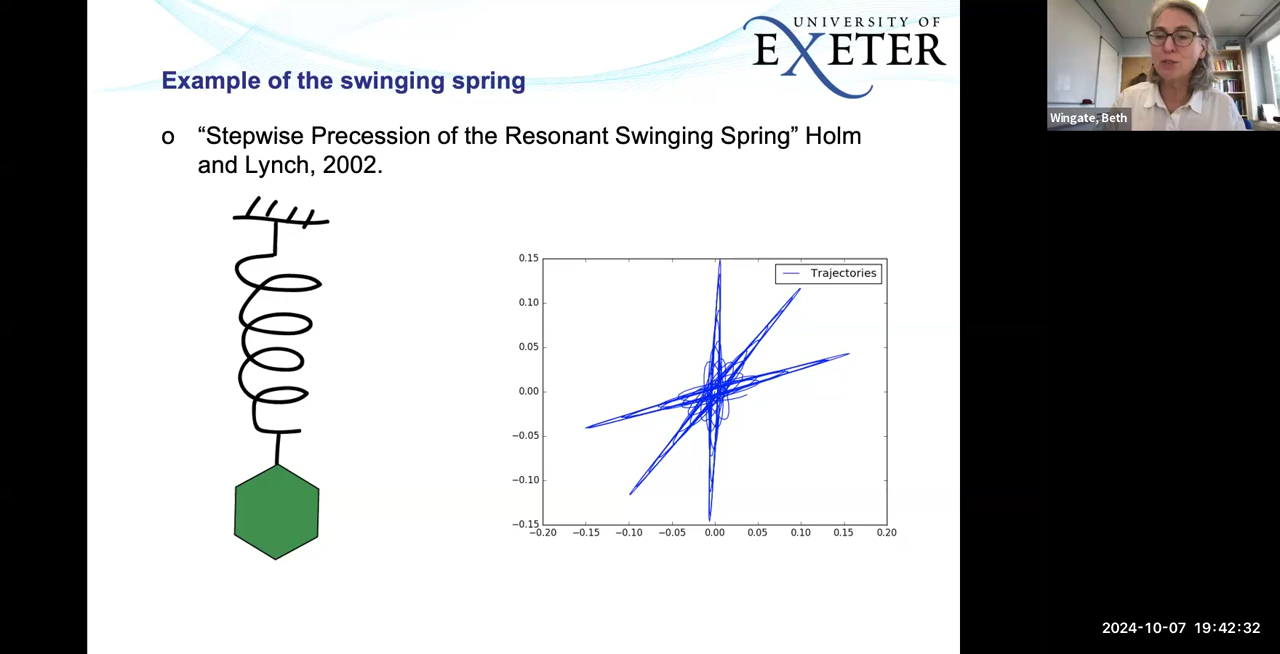 UNIVERSITY OF
EXETER
Example of the swinging spring
o “Stepwise Precession of the Resonant Swinging Spring” Holm
and Lynch, 2002.
Wingate, Beth
Trajectories
0.15
0.10
0.05
0.00
−0.05
−0.10
−0.15
−0.20 −0.15 −0.10 −0.05 0.00 0.05 0.10 0.15 0.20
2024-10-07 19:42:32